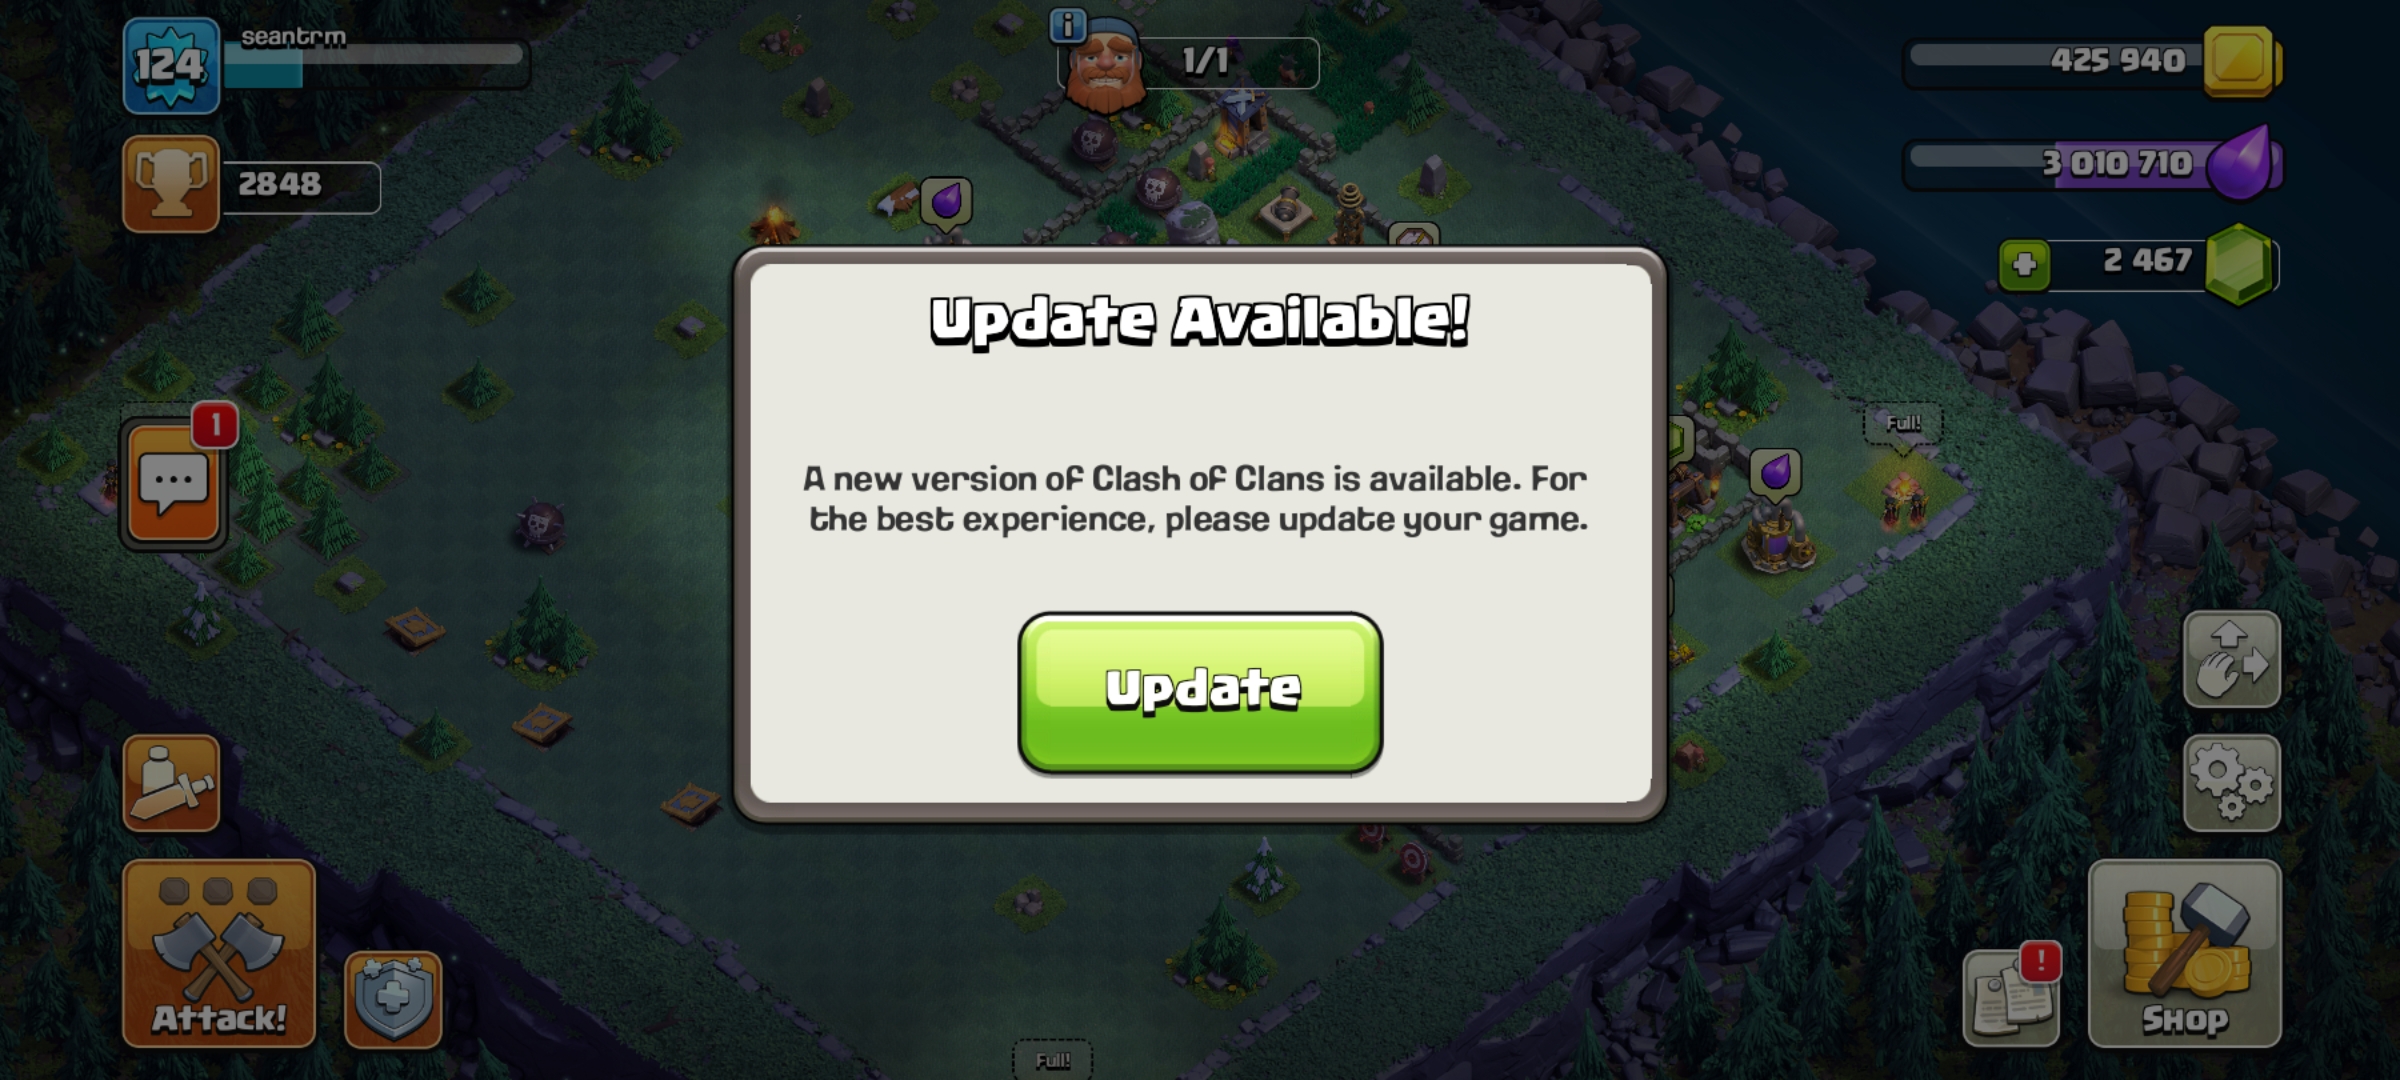 seantrm
124
1/1
425 940
2848
3 010 710
2 467
Update Available!
1
Full!
A new version of Clash of Clans is available. For
the best experience, please update your game.
Update
!
Attack!
Shop
Full!